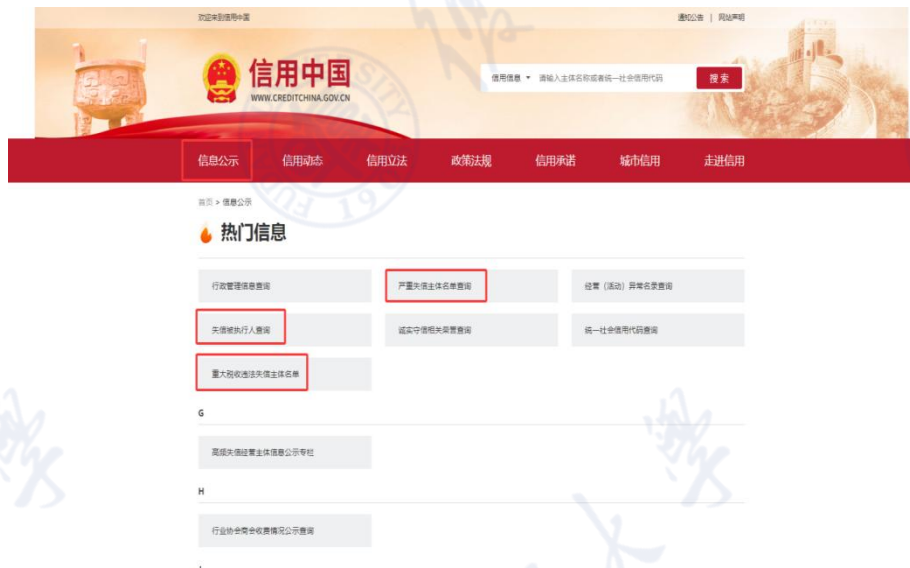 欢迎来到信用中国
通知公告 | 网站声明
信用中国
WWW.CREDITCHINA.GOV.CN
信用信息 请输入主体名称或者统一社会信用代码 搜索
信息公示 信用动态 信用立法 政策法规 信用承诺 城市信用 走进信用
首页 > 信息公示
热门信息
行政管理信息查询 严重失信主体名单查询 经营（活动）异常名录查询
失信被执行人查询 诚实守信相关荣誉查询 统一社会信用代码查询
重大税收违法失信主体名单
G
高频失信经营主体信息公示专栏
H
行业协会商会收费情况公示查询